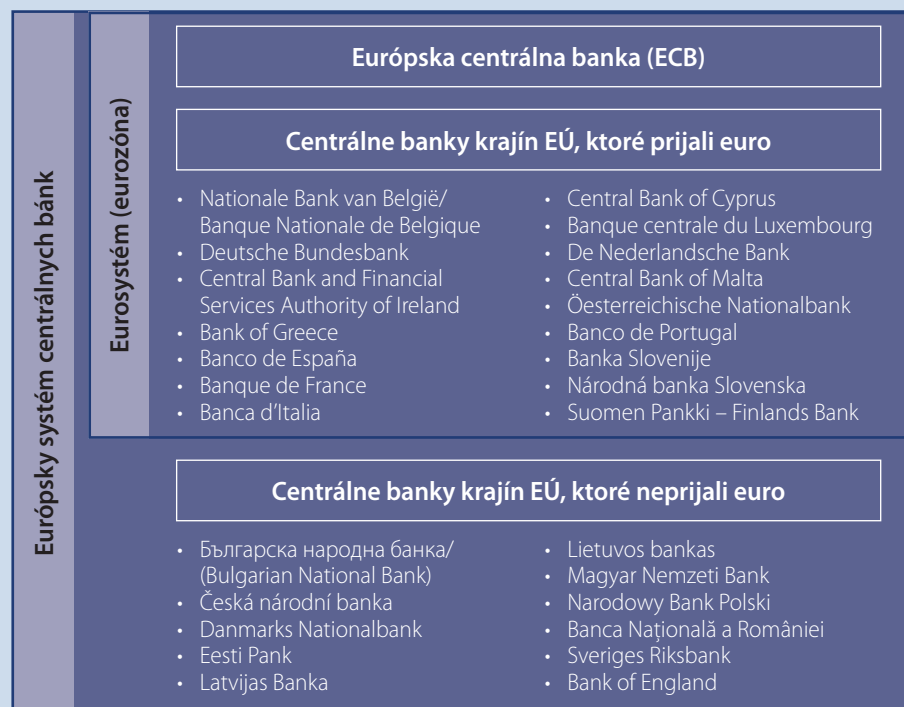 Európsky systém centrálnych bánk
Eurosystém (eurozóna)
Európska centrálna banka (ECB)
Centrálne banky krajín EÚ, ktoré prijali euro
• Nationale Bank van België/
Banque Nationale de Belgique
• Deutsche Bundesbank
• Central Bank and Financial
Services Authority of Ireland
• Bank of Greece
• Banco de España
• Banque de France
• Banca d'Italia
• Central Bank of Cyprus
• Banque centrale du Luxembourg
• De Nederlandsche Bank
• Central Bank of Malta
• Öesterreichische Nationalbank
• Banco de Portugal
• Banka Slovenije
• Národná banka Slovenska
• Suomen Pankki – Finlands Bank
Centrálne banky krajín EÚ, ktoré neprijali euro
• Българска народна банка/
(Bulgarian National Bank)
• Česká národní banka
• Danmarks Nationalbank
• Eesti Pank
• Latvijas Banka
• Lietuvos bankas
• Magyar Nemzeti Bank
• Narodowy Bank Polski
• Banca Națională a României
• Sveriges Riksbank
• Bank of England